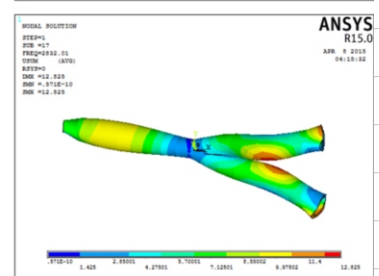 1
NODAL SOLUTION
STEP=1
SUB =17
FREQ=2832.01
USUM (AVG)
RSYS=0
DMX =12.825
SMN =.371E-10
SMX =12.825
ANSYS
R15.0
APR 8 2015
04:15:32
X
.371E-10 2.85001 5.70001 8.55002 11.4
1.425 4.27501 7.12501 9.97502 12.825